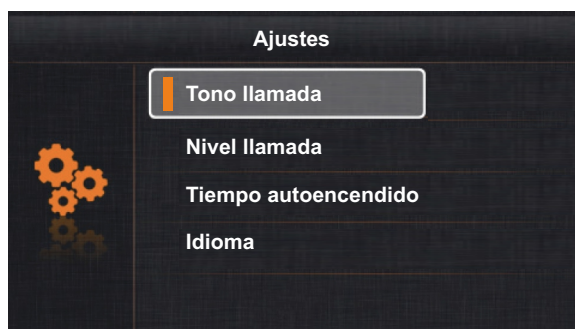 Ajustes
Tono llamada
Nivel llamada
Tiempo autoencendido
Idioma